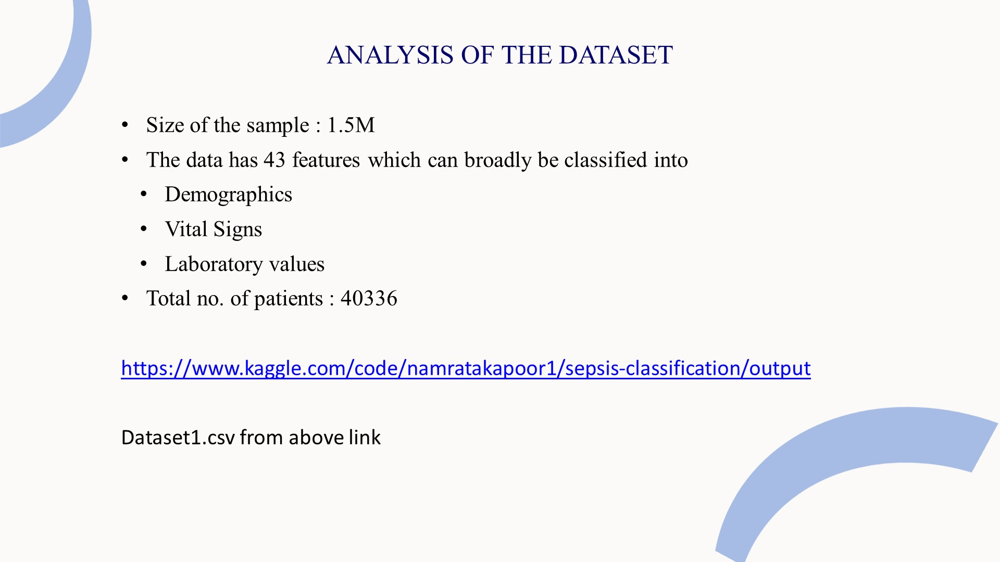 ANALYSIS OF THE DATASET
• Size of the sample : 1.5M
• The data has 43 features which can broadly be classified into
• Demographics
• Vital Signs
• Laboratory values
• Total no. of patients : 40336
https://www.kaggle.com/code/namratakapoor1/sepsis-classification/output
Dataset1.csv from above link